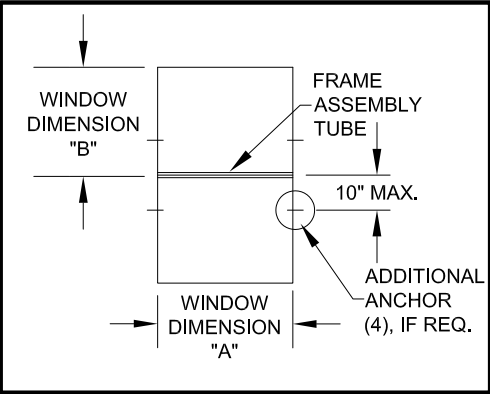 WINDOW
DIMENSION
"B"
FRAME
ASSEMBLY
TUBE
10" MAX.
ADDITIONAL
ANCHOR
(4), IF REQ.
WINDOW
DIMENSION
"A"